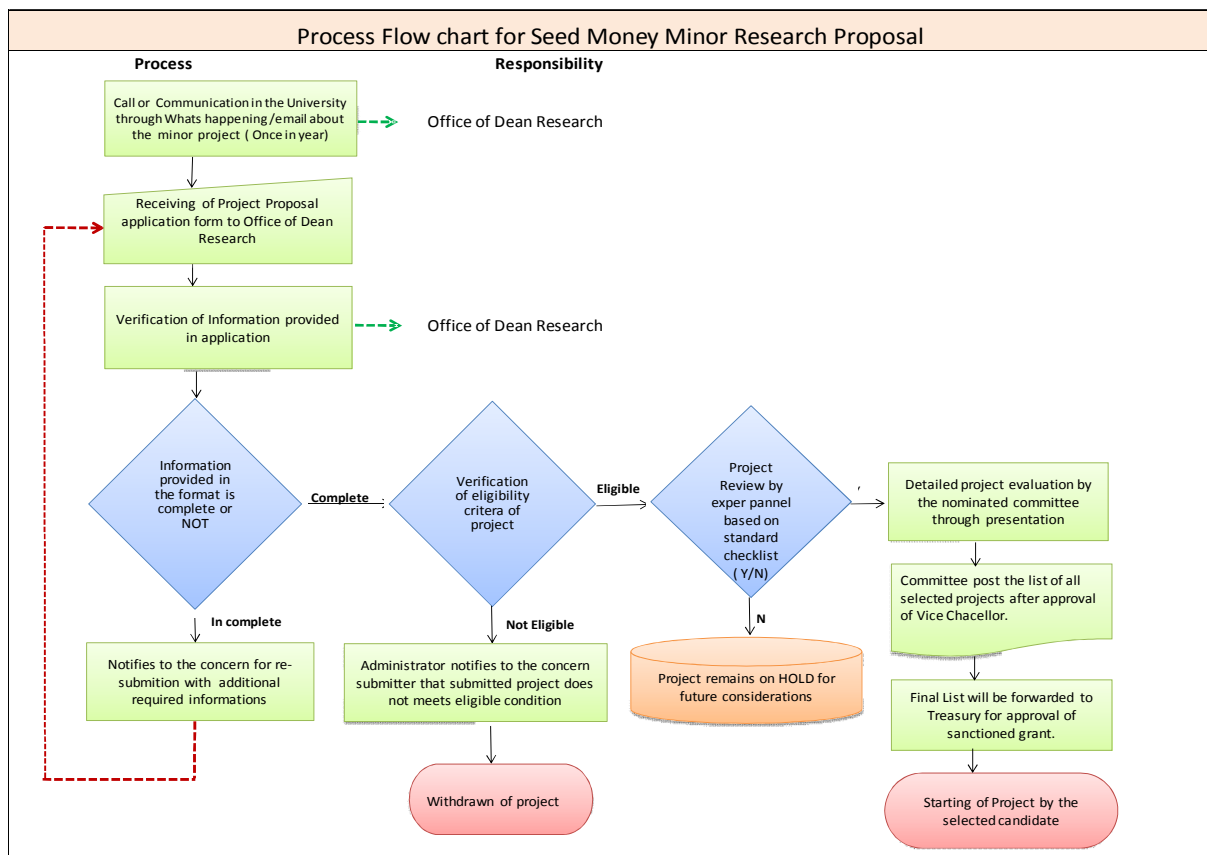 Process Flow chart for Seed Money Minor Research Proposal
Process
Responsibility
Call or Communication in the University
through Whats happening /email about
the minor project ( Once in year)
Office of Dean Research
Receiving of Project Proposal
application form to Office of Dean
Research
Verification of Information provided
in application
Office of Dean Research
Information
provided in
the format is
complete or
NOT
Complete
Verification
of eligibility
critera of
project
Eligible
Project
Review by
exper pannel
based on
standard
checklist
( Y/N)
,
Detailed project evaluation by
the nominated committee
through presentation
Committee post the list of all
selected projects after approval
of Vice Chacellor.
In complete
Not Eligible
N
Notifies to the concern for re-
submition with additional
required informations
Administrator notifies to the concern
submitter that submitted project does
not meets eligible condition
Project remains on HOLD for
future considerations
Final List will be forwarded to
Treasury for approval of
sanctioned grant.
Withdrawn of project
Starting of Project by the
selected candidate